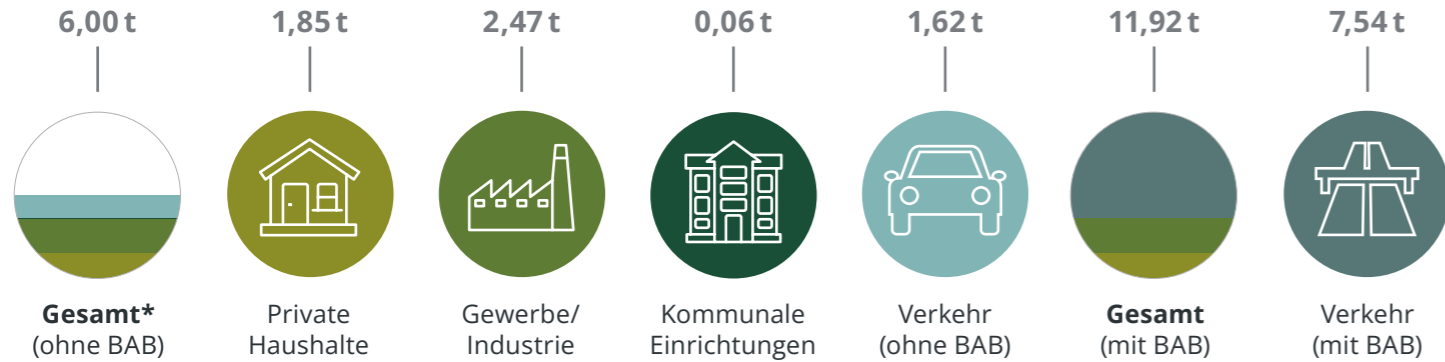 6,00 t
1,85 t
2,47 t
0,06 t
1,62 t
11,92 t
7,54 t
Gesamt*
(ohne BAB)
Private
Haushalte
Gewerbe/
Industrie
Kommunale
Einrichtungen
Verkehr
(ohne BAB)
Gesamt
(mit BAB)
Verkehr
(mit BAB)